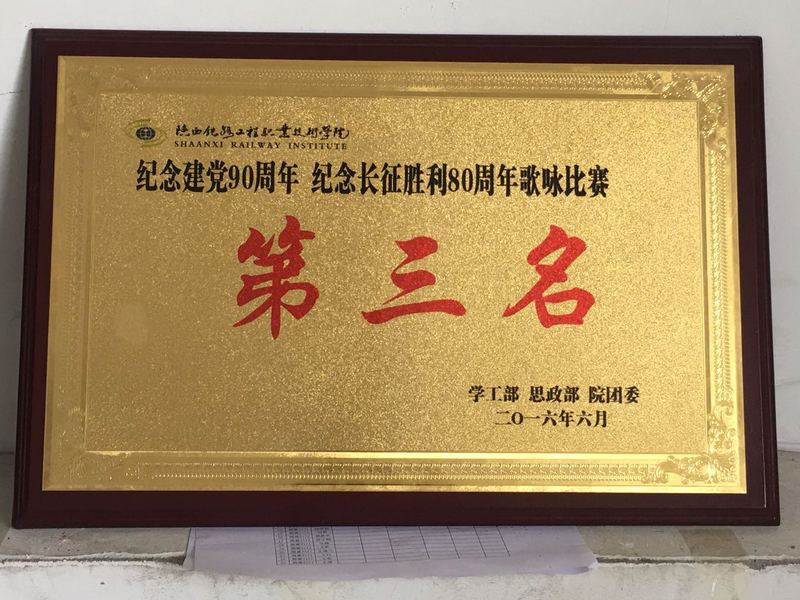 陕西铁路工程职业技术学院
SHAANXI RAILWAY INSTITUTE
纪念建党90周年 纪念长征胜利80周年歌咏比赛
第三名
学工部 思政部 院团委
二〇一六年六月